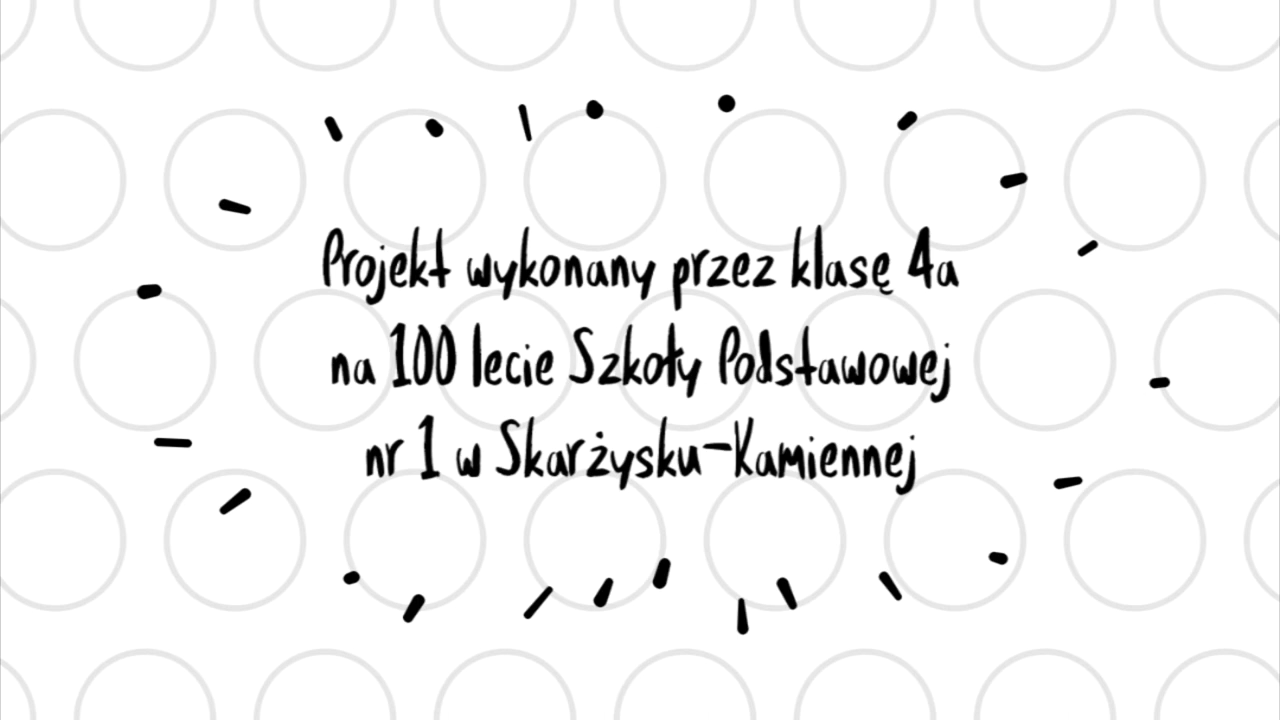 Projekt wykonany przez klasę 4a
na 100 lecie Szkoły Podstawowej
nr 1 w Skarżysku-Kamiennej